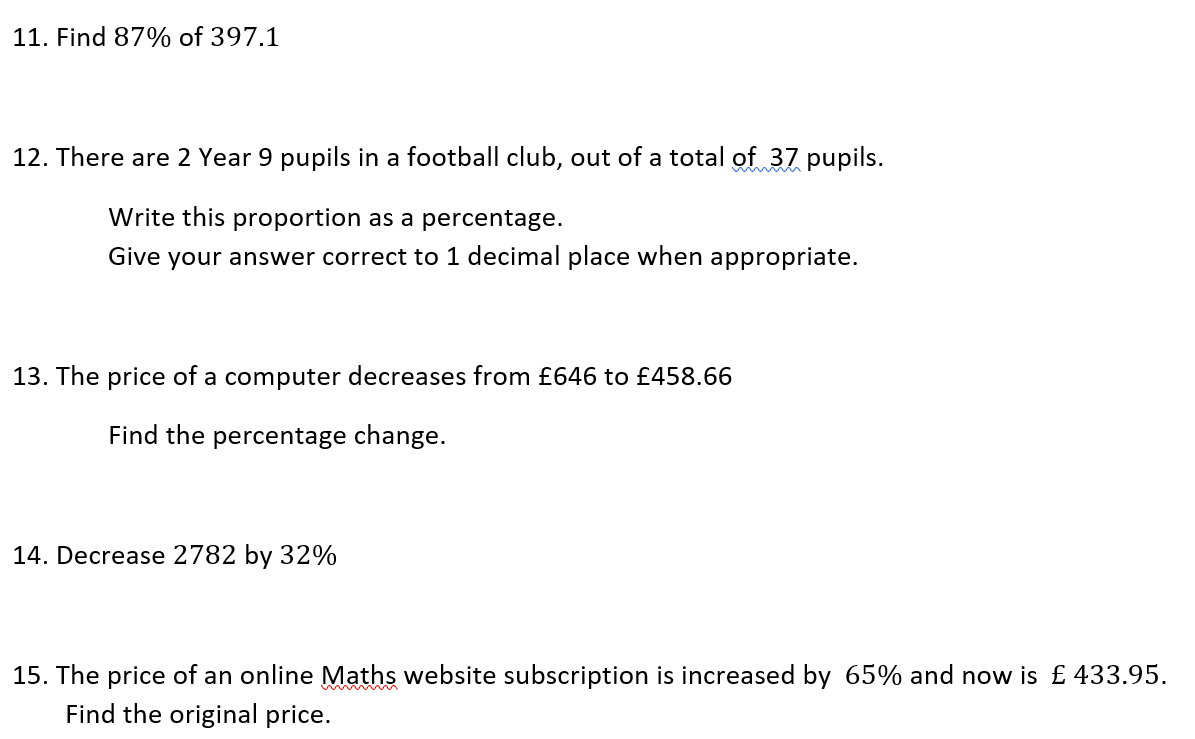 11. Find 87% of 397.1
12. There are 2 Year 9 pupils in a football club, out of a total of  37 pupils.
Write this proportion as a percentage.
Give your answer correct to 1 decimal place when appropriate.
13. The price of a computer decreases from £646 to £458.66
Find the percentage change.
14. Decrease 2782 by 32%
15. The price of an online Maths website subscription is increased by  65% and now is  £ 433.95.
Find the original price.